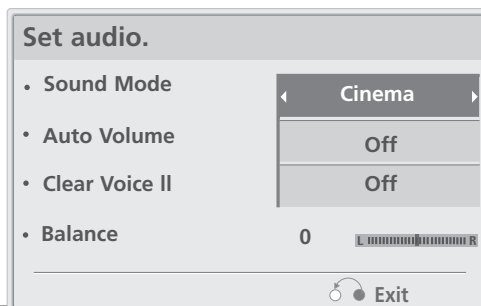 Set audio.
• Sound Mode Cinema
• Auto Volume Off
• Clear Voice ll Off
• Balance 0 L R
Exit